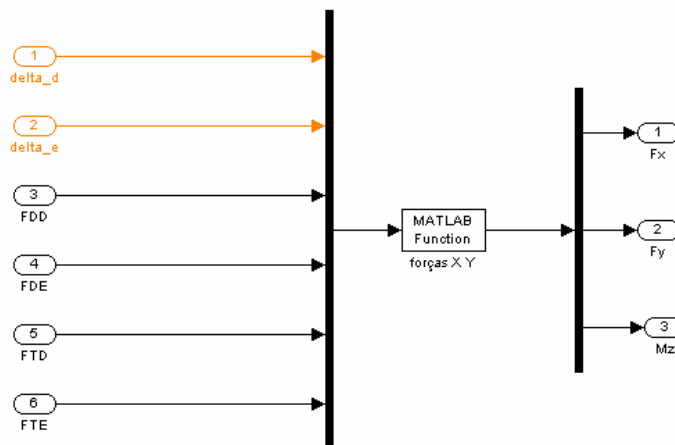 1
delta_d
2
delta_e
3
FDD
4
FDE
5
FTD
6
FTE
MATLAB
Function
forças X Y
1
Fx
2
Fy
3
Mz